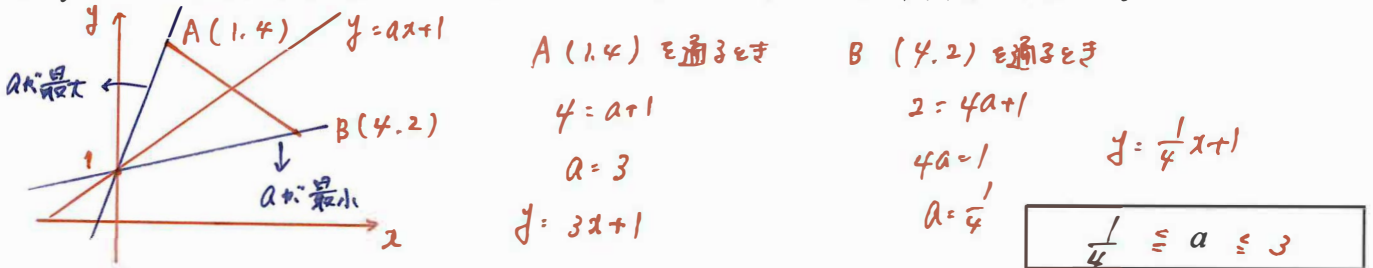 y
A(1.4)
y=ax+1
aが最大
B(4.2)
1
aが最小
x
A(1.4)を通るとき
4=a+1
a=3
y=3x+1
B(4.2)を通るとき
2=4a+1
4a=1
a=1/4
y=1/4x+1
1/4 ≦ a ≦ 3